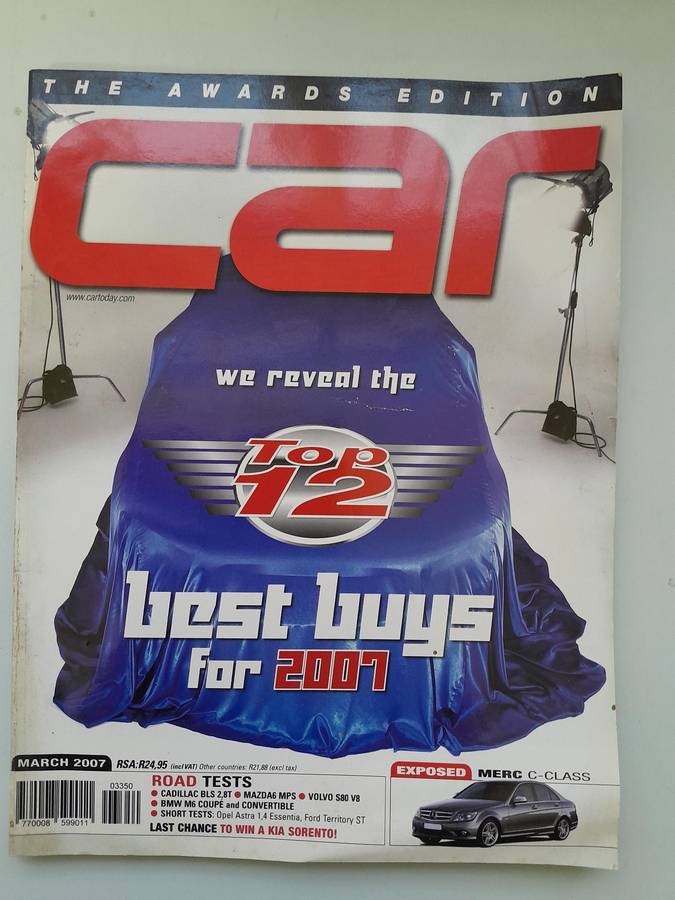 THE AWARDS EDITION
car
www.cartoday.com
we reveal the
Top
12
best buys
for 2007
MARCH 2007 RSA:R24,95 (incl VAT) Other countries: R21,88 (excl tax)
03350
770008 599011
ROAD TESTS
• CADILLAC BLS 2,8T • MAZDA6 MPS • VOLVO S80 V8
• BMW M6 COUPÉ and CONVERTIBLE
• SHORT TESTS: Opel Astra 1,4 Essentia, Ford Territory ST
LAST CHANCE TO WIN A KIA SORENTO!
EXPOSED MERC C-CLASS